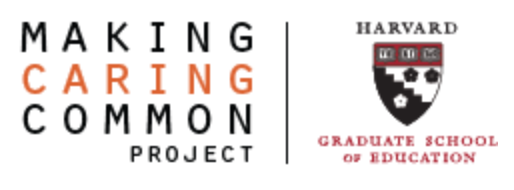 MAKING
CARING
COMMON
PROJECT
HARVARD
GRADUATE SCHOOL
OF EDUCATION